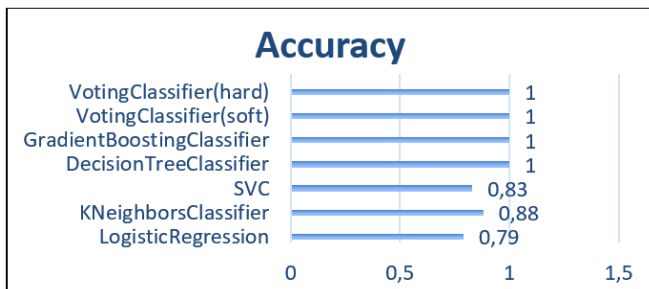 Accuracy
VotingClassifier(hard) 1
VotingClassifier(soft) 1
GradientBoostingClassifier 1
DecisionTreeClassifier 1
SVC 0,83
KNeighborsClassifier 0,88
LogisticRegression 0,79
0 0,5 1 1,5